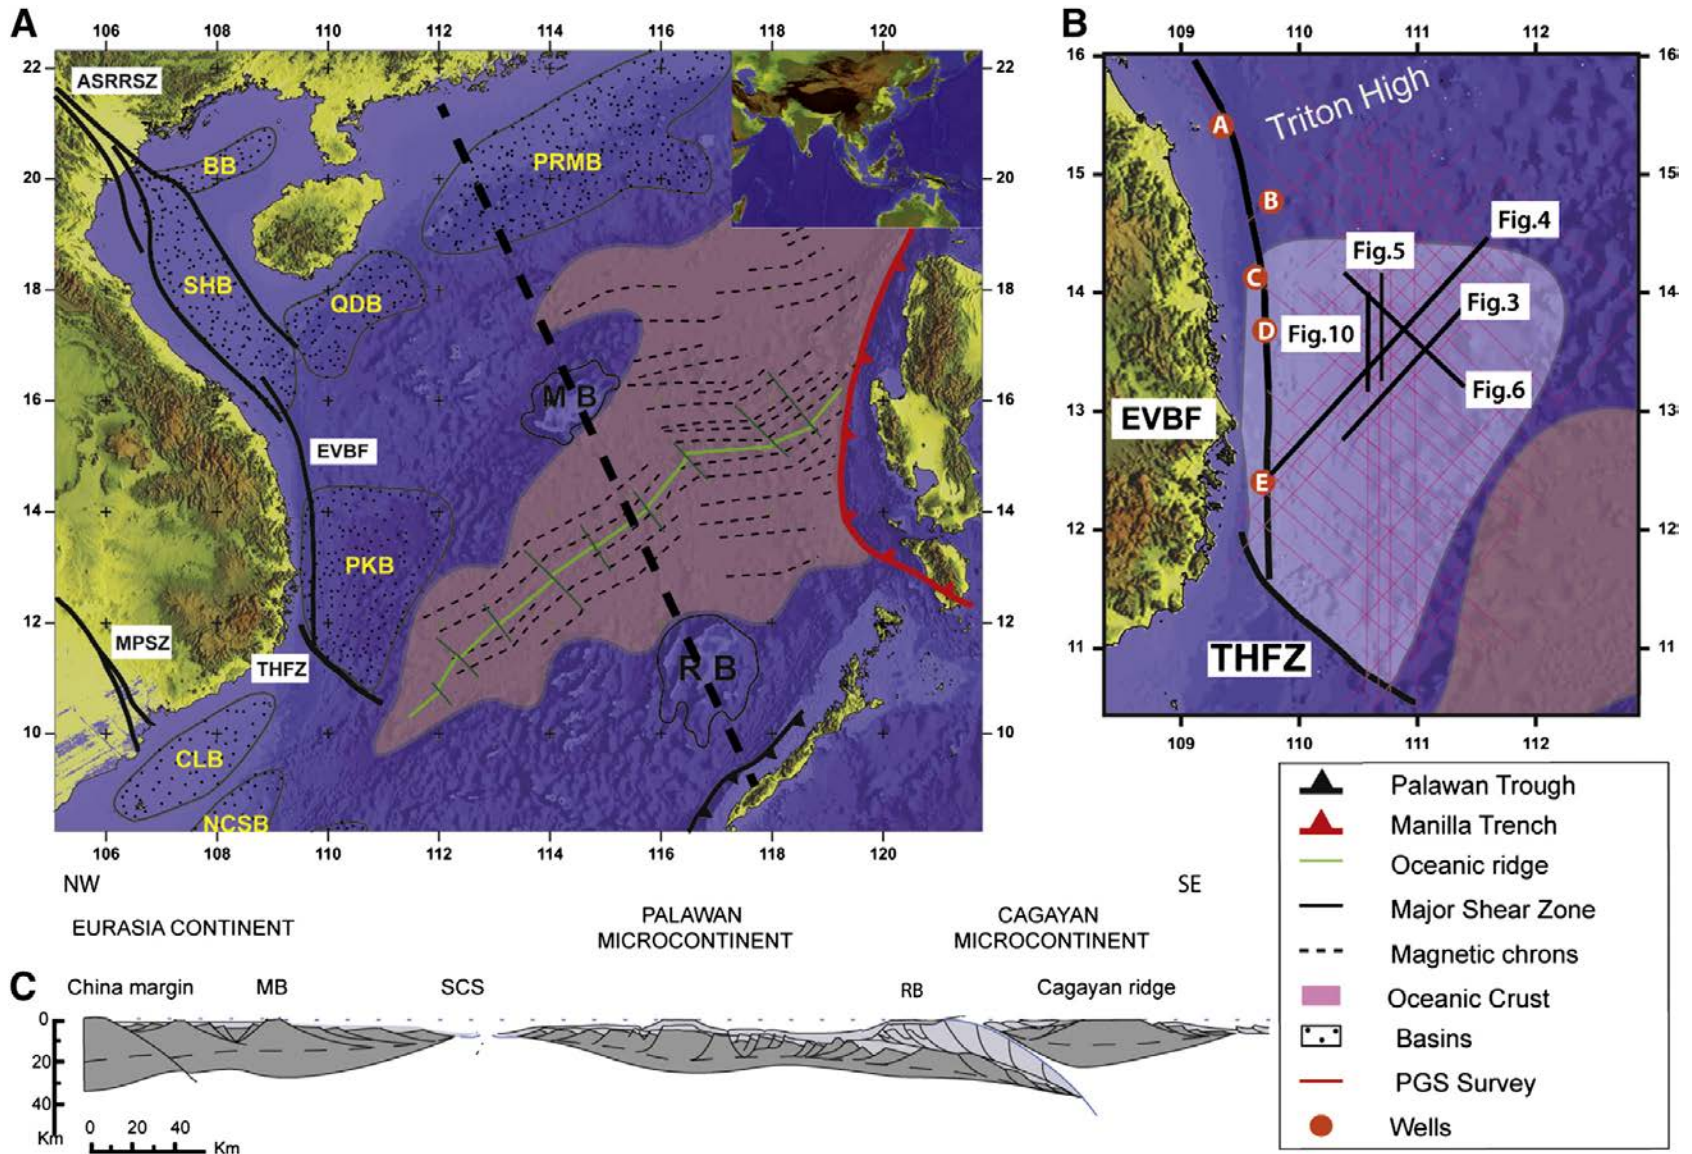 A
106 108 110 112 114 116 118 120
22 22
ASRRSZ
BB
PRMB
20 20
SHB
QDB
18 18
16 16
M B
EVBF
14 14
PKB
12 12
MPSZ
THFZ
R B
10 10
CLB
NCSB
106 108 110 112 114 116 118 120
B
109 110 111 112
16 16
Triton High
A
15 15
B
Fig.4
Fig.5
C
14 14
Fig.3
D
Fig.10
Fig.6
13 13
EVBF
E
12 12
THFZ
11 11
109 110 111 112
Palawan Trough
Manilla Trench
Oceanic ridge
Major Shear Zone
Magnetic chrons
Oceanic Crust
Basins
PGS Survey
Wells
NW SE
EURASIA CONTINENT
PALAWAN
MICROCONTINENT
CAGAYAN
MICROCONTINENT
C
China margin MB SCS RB Cagayan ridge
0
20
40
Km
0 20 40
Km